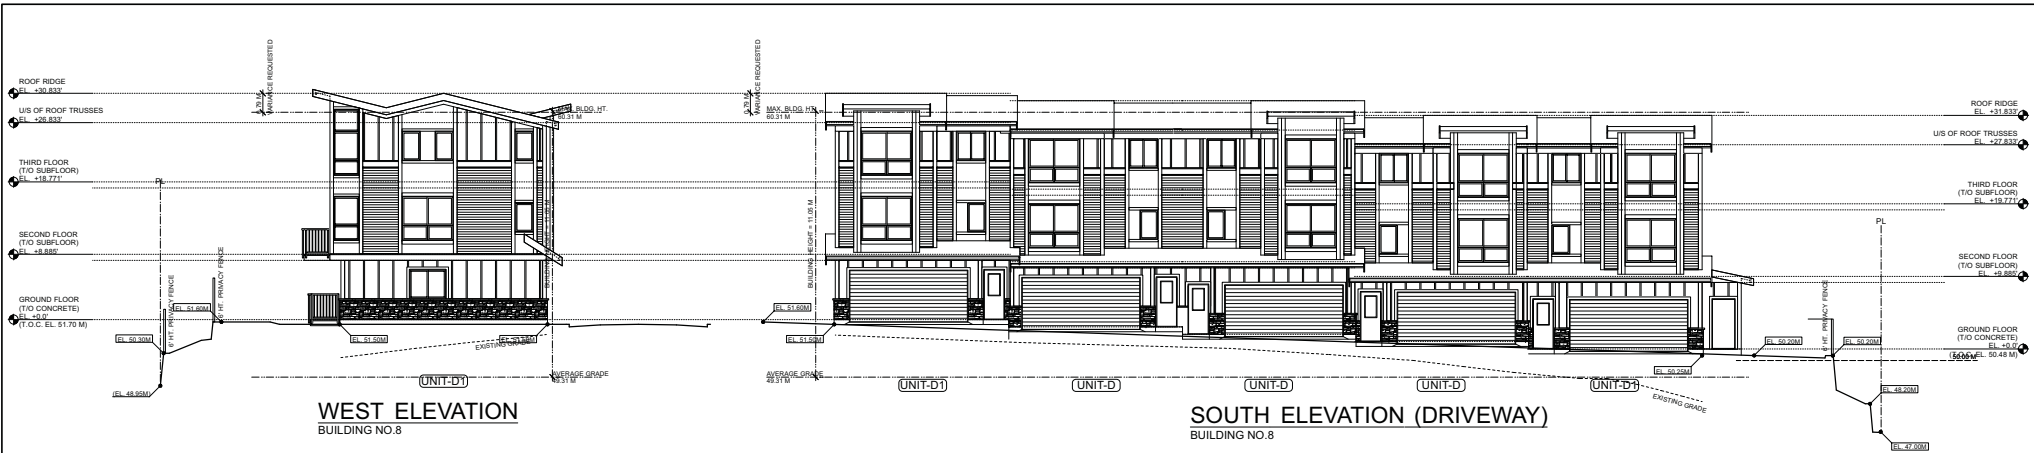 ROOF RIDGE
EL. +30.833'
U/S OF ROOF TRUSSES
EL. +26.833'
THIRD FLOOR
(T/O SUBFLOOR)
EL. +18.771'
SECOND FLOOR
(T/O SUBFLOOR)
EL. +8.885'
GROUND FLOOR
(T/O CONCRETE)
EL. +0.0'
(T.O.C. EL. 51.70 M)
PL
6' HT. PRIVACY FENCE
6' HT. PRIVACY FENCE
EL. 50.30M
EL. 51.60M
EL. 48.95M
0.79 M
VARIANCE REQUESTED
MAX. BLDG. HT.
60.31 M
EL. 51.50M
EXISTING GRADE
AVERAGE GRADE
49.31 M
UNIT-D1
WEST ELEVATION
BUILDING NO.8
0.79 M
VARIANCE REQUESTED
MAX. BLDG. HT.
60.31 M
BUILDING HEIGHT = 11.05 M
EL. 51.60M
EL. 51.50M
AVERAGE GRADE
49.31 M
UNIT-D1
UNIT-D
UNIT-D
UNIT-D
UNIT-D1
EXISTING GRADE
SOUTH ELEVATION (DRIVEWAY)
BUILDING NO.8
EL. 50.25M
EL. 50.20M
6' HT. PRIVACY FENCE
EL. 50.20M
PL
EL. 48.20M
EL. 47.00M
ROOF RIDGE
EL. +31.833'
U/S OF ROOF TRUSSES
EL. +27.833'
THIRD FLOOR
(T/O SUBFLOOR)
EL. +19.771'
SECOND FLOOR
(T/O SUBFLOOR)
EL. +9.885'
GROUND FLOOR
(T/O CONCRETE)
EL. +0.0'
(T.O.C. EL. 50.48 M)